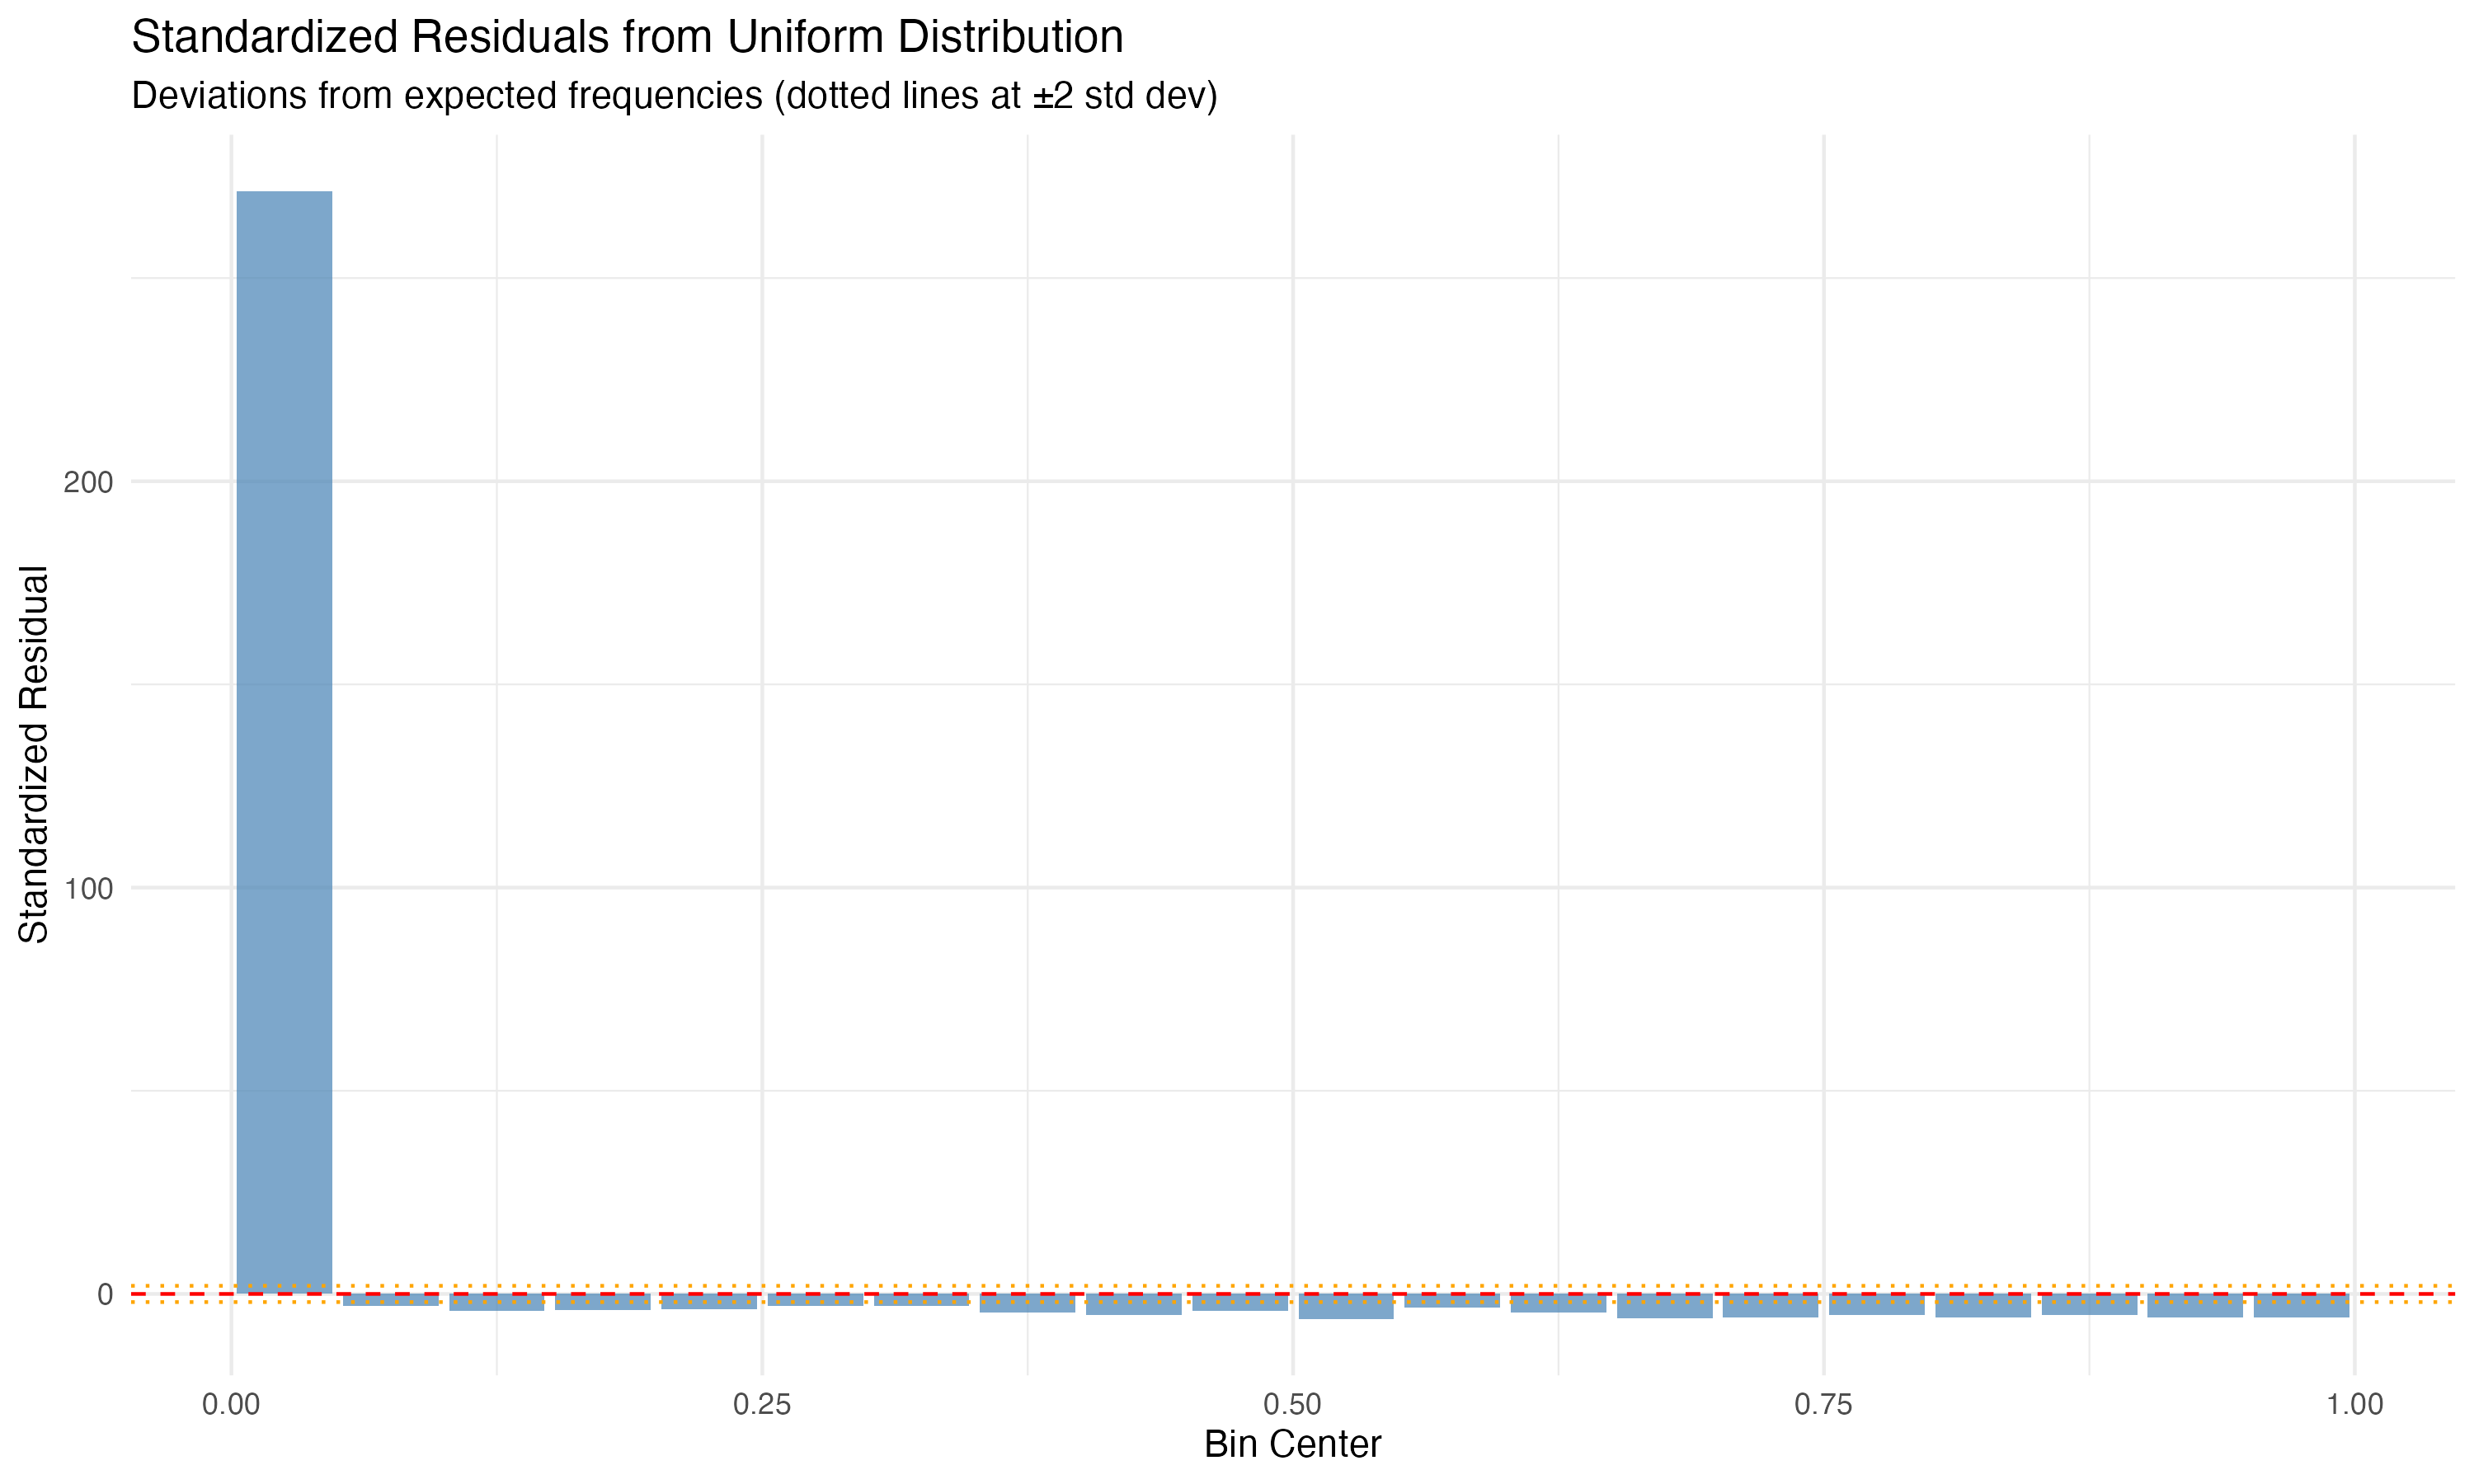 Standardized Residuals from Uniform Distribution
Deviations from expected frequencies (dotted lines at ±2 std dev)
Standardized Residual
200
100
0
0.00
0.25
0.50
0.75
1.00
Bin Center